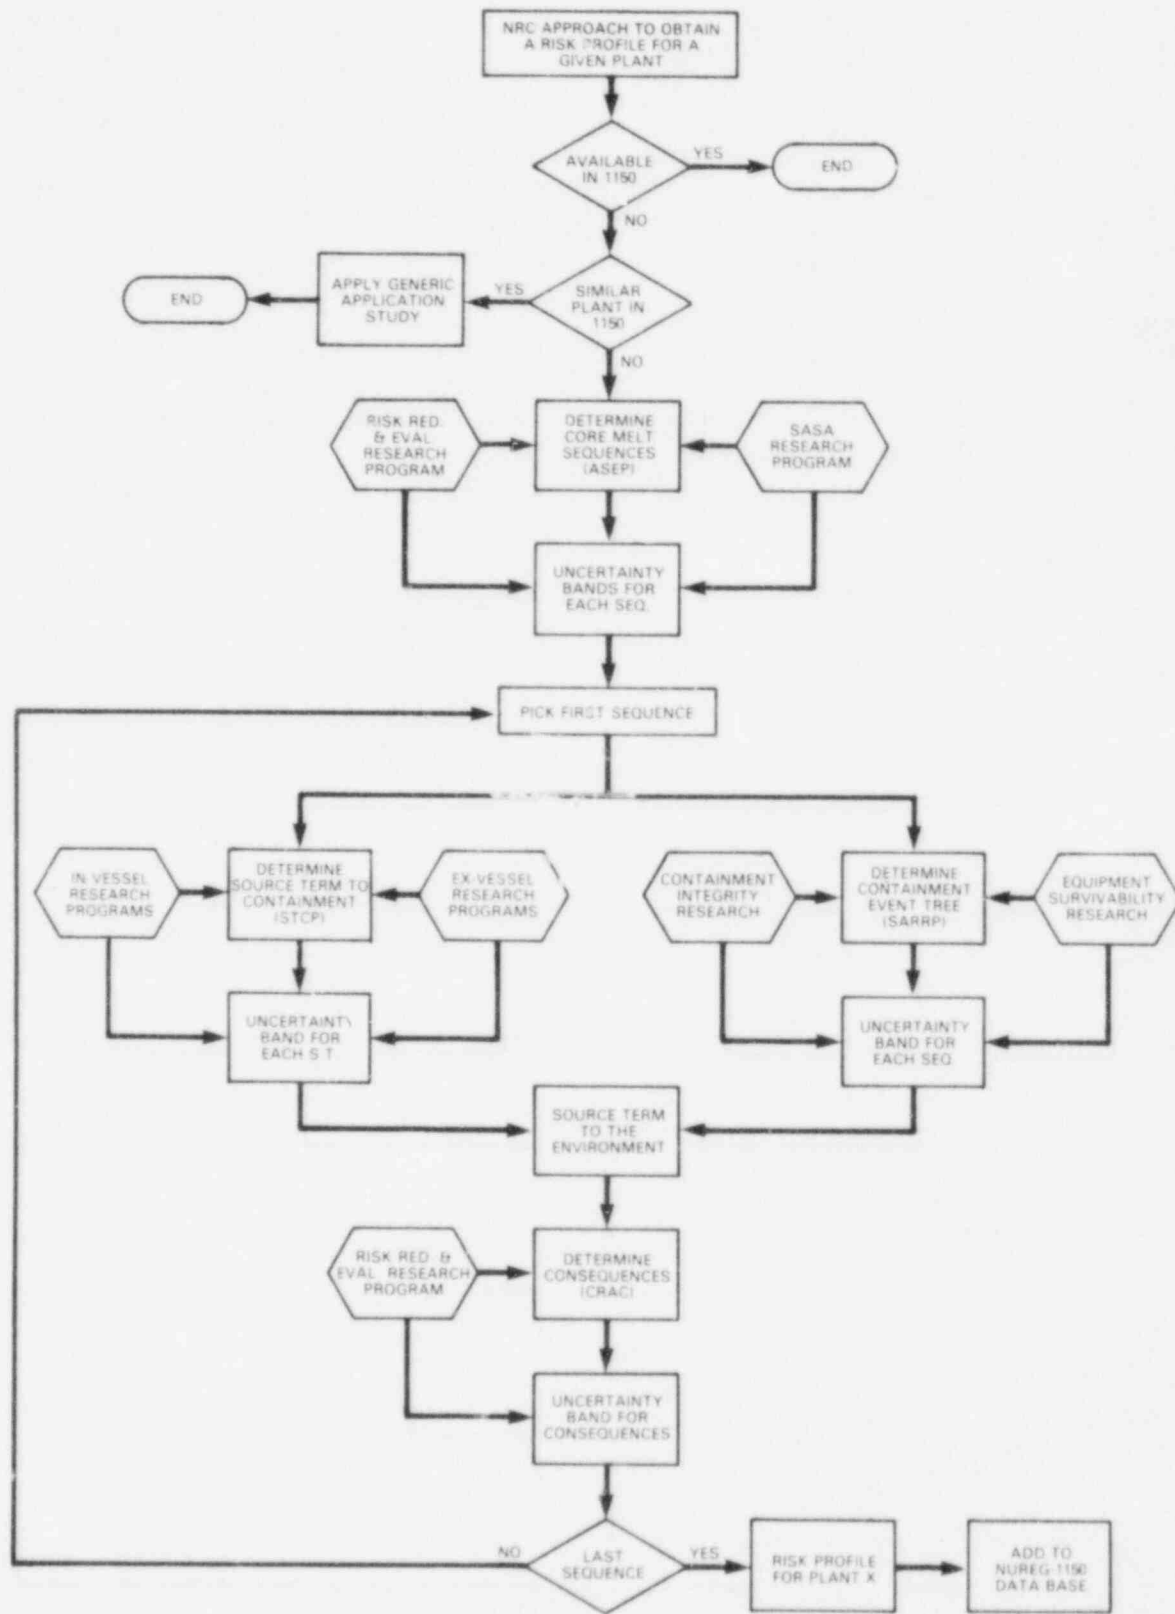 NRC APPROACH TO OBTAIN
A RISK PROFILE FOR A
GIVEN PLANT
AVAILABLE
IN 1150
YES
END
NO
SIMILAR
PLANT IN
1150
YES
APPLY GENERIC
APPLICATION
STUDY
END
NO
RISK RED.
& EVAL.
RESEARCH
PROGRAM
DETERMINE
CORE MELT
SEQUENCES
(ASEP)
SASA
RESEARCH
PROGRAM
UNCERTAINTY
BANDS FOR
EACH SEQ.
PICK FIRST SEQUENCE
IN-VESSEL
RESEARCH
PROGRAMS
DETERMINE
SOURCE TERM TO
CONTAINMENT
(STCP)
EX-VESSEL
RESEARCH
PROGRAMS
CONTAINMENT
INTEGRITY
RESEARCH
DETERMINE
CONTAINMENT
EVENT TREE
(SARRP)
EQUIPMENT
SURVIVABILITY
RESEARCH
UNCERTAINTY
BAND FOR
EACH S.T.
UNCERTAINTY
BAND FOR
EACH SEQ.
SOURCE TERM
TO THE
ENVIRONMENT
RISK RED. &
EVAL. RESEARCH
PROGRAM
DETERMINE
CONSEQUENCES
(CRAC)
UNCERTAINTY
BAND FOR
CONSEQUENCES
NO
LAST
SEQUENCE
YES
RISK PROFILE
FOR PLANT X
ADD TO
NUREG-1150
DATA BASE